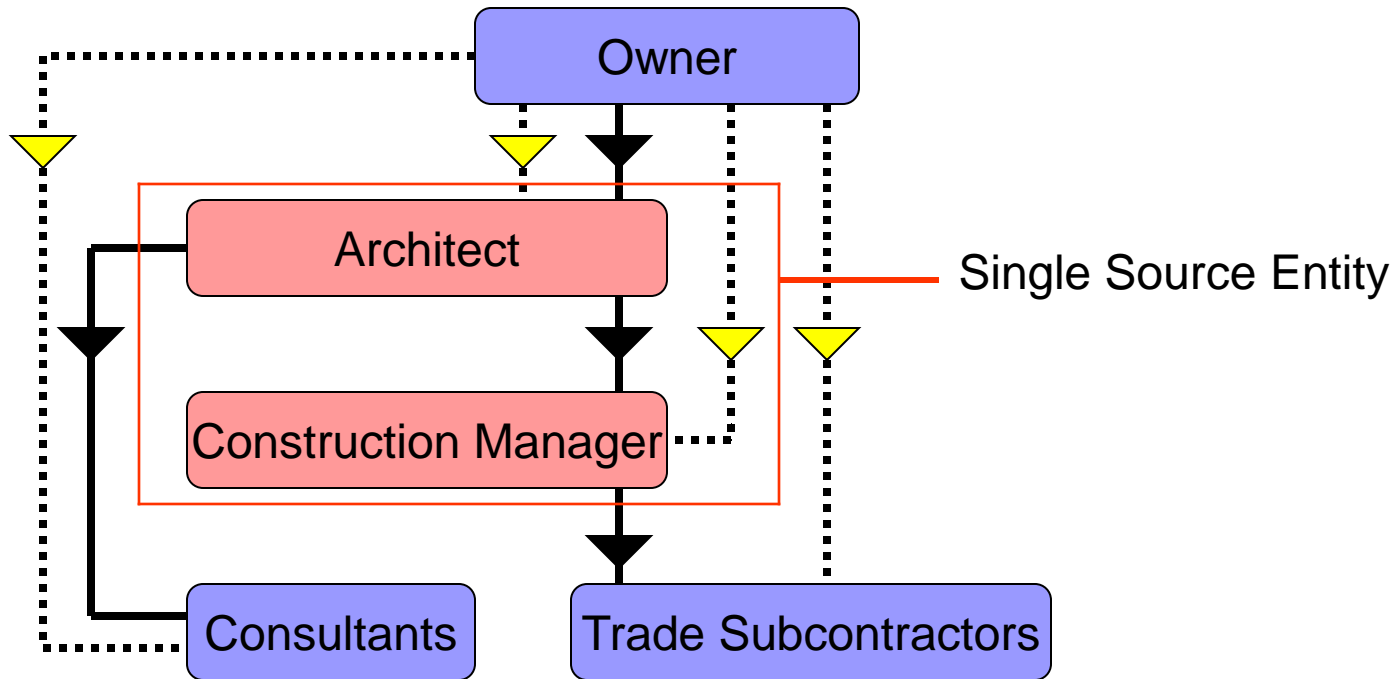 Owner
Architect
Single Source Entity
Construction Manager
Consultants
Trade Subcontractors